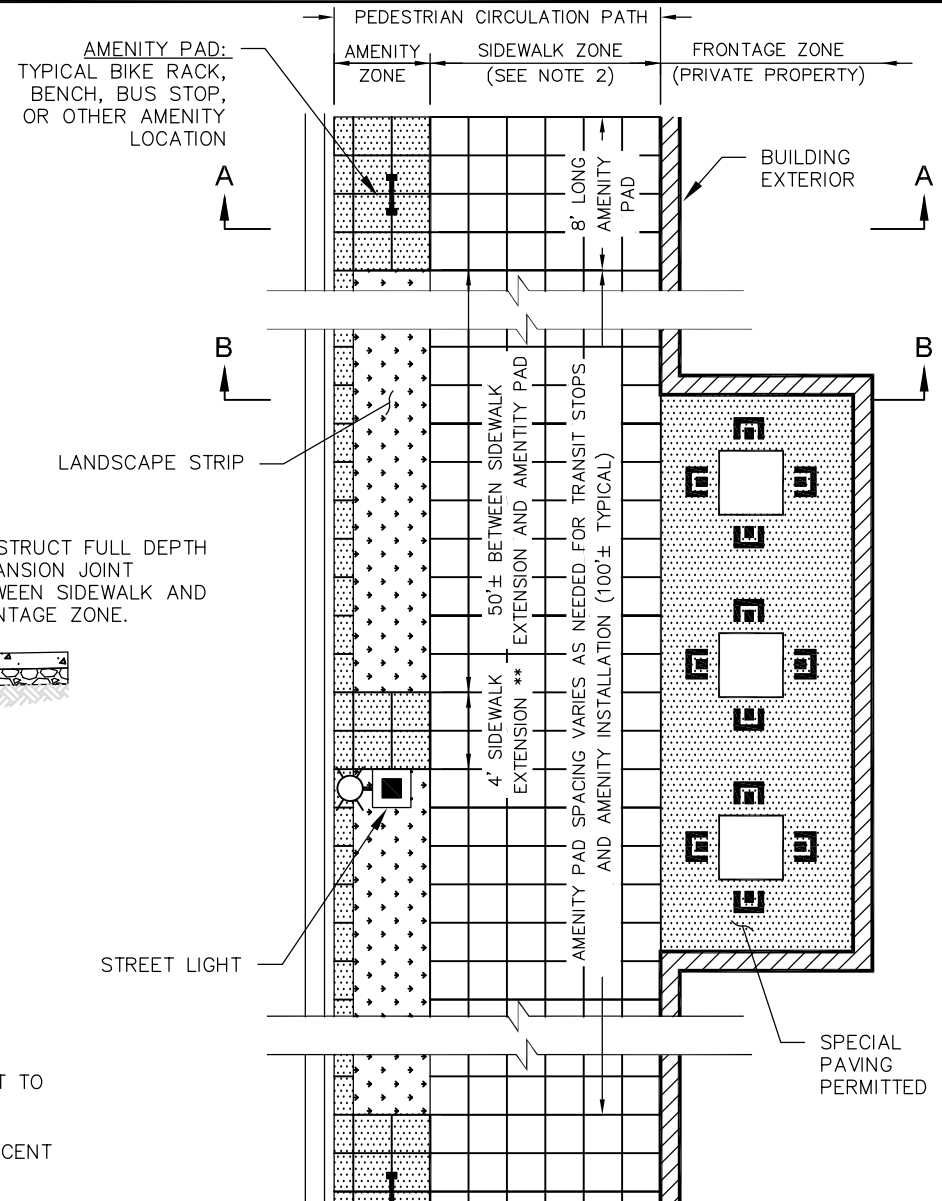 PEDESTRIAN CIRCULATION PATH
AMENITY
ZONE
SIDEWALK ZONE
(SEE NOTE 2)
FRONTAGE ZONE
(PRIVATE PROPERTY)
AMENITY PAD:
TYPICAL BIKE RACK,
BENCH, BUS STOP,
OR OTHER AMENITY
LOCATION
8' LONG
AMENITY
PAD
BUILDING
EXTERIOR
A
A
B
B
LANDSCAPE STRIP
STRUCT FULL DEPTH
ANSION JOINT
WEEN SIDEWALK AND
NTAGE ZONE.
50'± BETWEEN SIDEWALK
EXTENSION AND AMENTITY PAD
4' SIDEWALK
EXTENSION **
AMENITY PAD SPACING VARIES AS NEEDED FOR TRANSIT STOPS
AND AMENITY INSTALLATION (100'± TYPICAL)
STREET LIGHT
SPECIAL
PAVING
PERMITTED
T TO
CENT